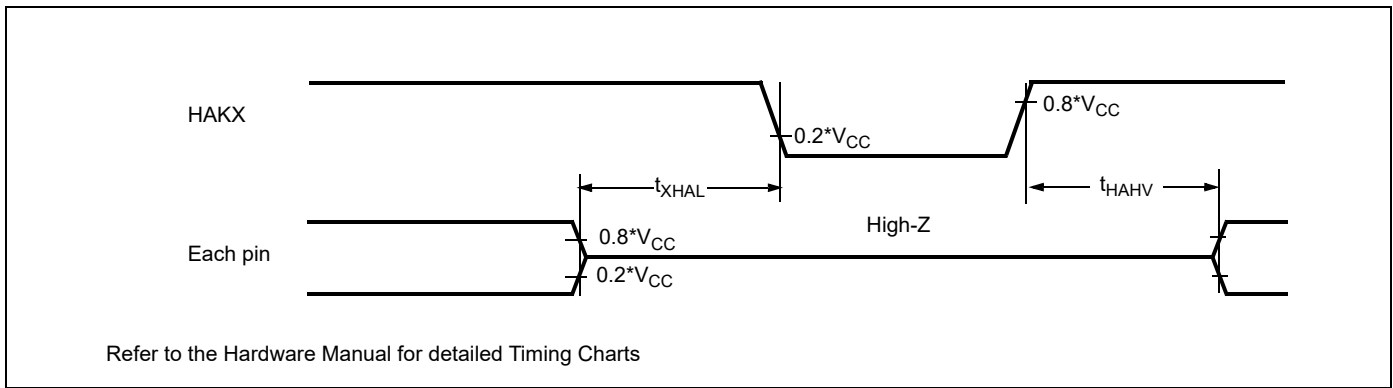 HAKX
0.2*VCC
0.8*VCC
tXHAL
tHAHV
High-Z
Each pin
0.8*VCC
0.2*VCC
Refer to the Hardware Manual for detailed Timing Charts